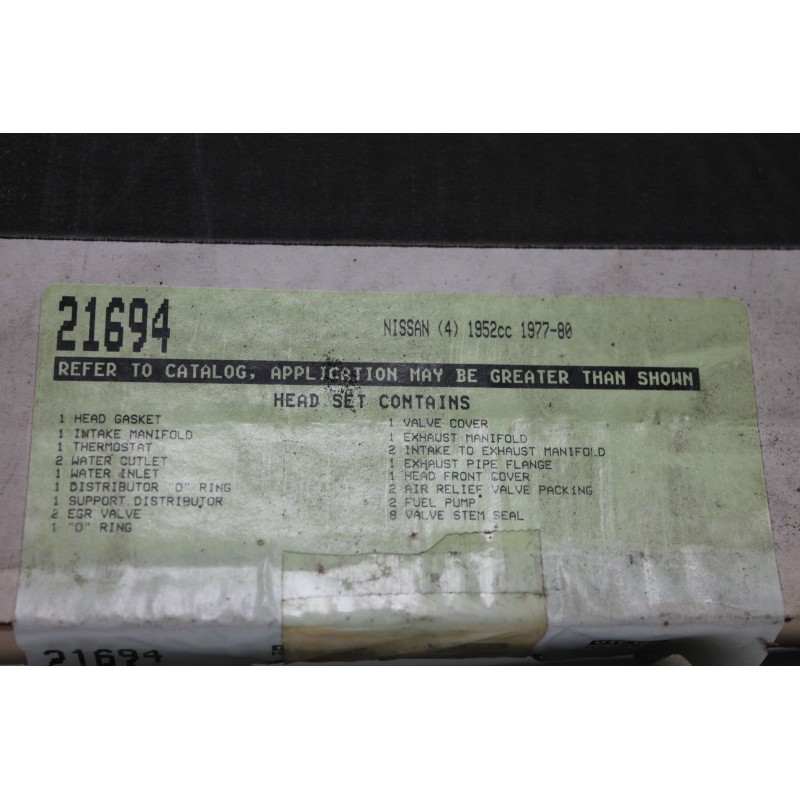 21694
NISSAN (4) 1952cc 1977-80
REFER TO CATALOG, APPLICATION MAY BE GREATER THAN SHOWN
HEAD SET CONTAINS
1 HEAD GASKET
1 INTAKE MANIFOLD
1 THERMOSTAT
2 WATER OUTLET
1 WATER INLET
1 DISTRIBUTOR "O" RING
1 SUPPORT DISTRIBUTOR
2 EGR VALVE
1 "O" RING
1 VALVE COVER
1 EXHAUST MANIFOLD
2 INTAKE TO EXHAUST MANIFOLD
1 EXHAUST PIPE FLANGE
1 HEAD FRONT COVER
2 AIR RELIEF VALVE PACKING
2 FUEL PUMP
8 VALVE STEM SEAL
21694